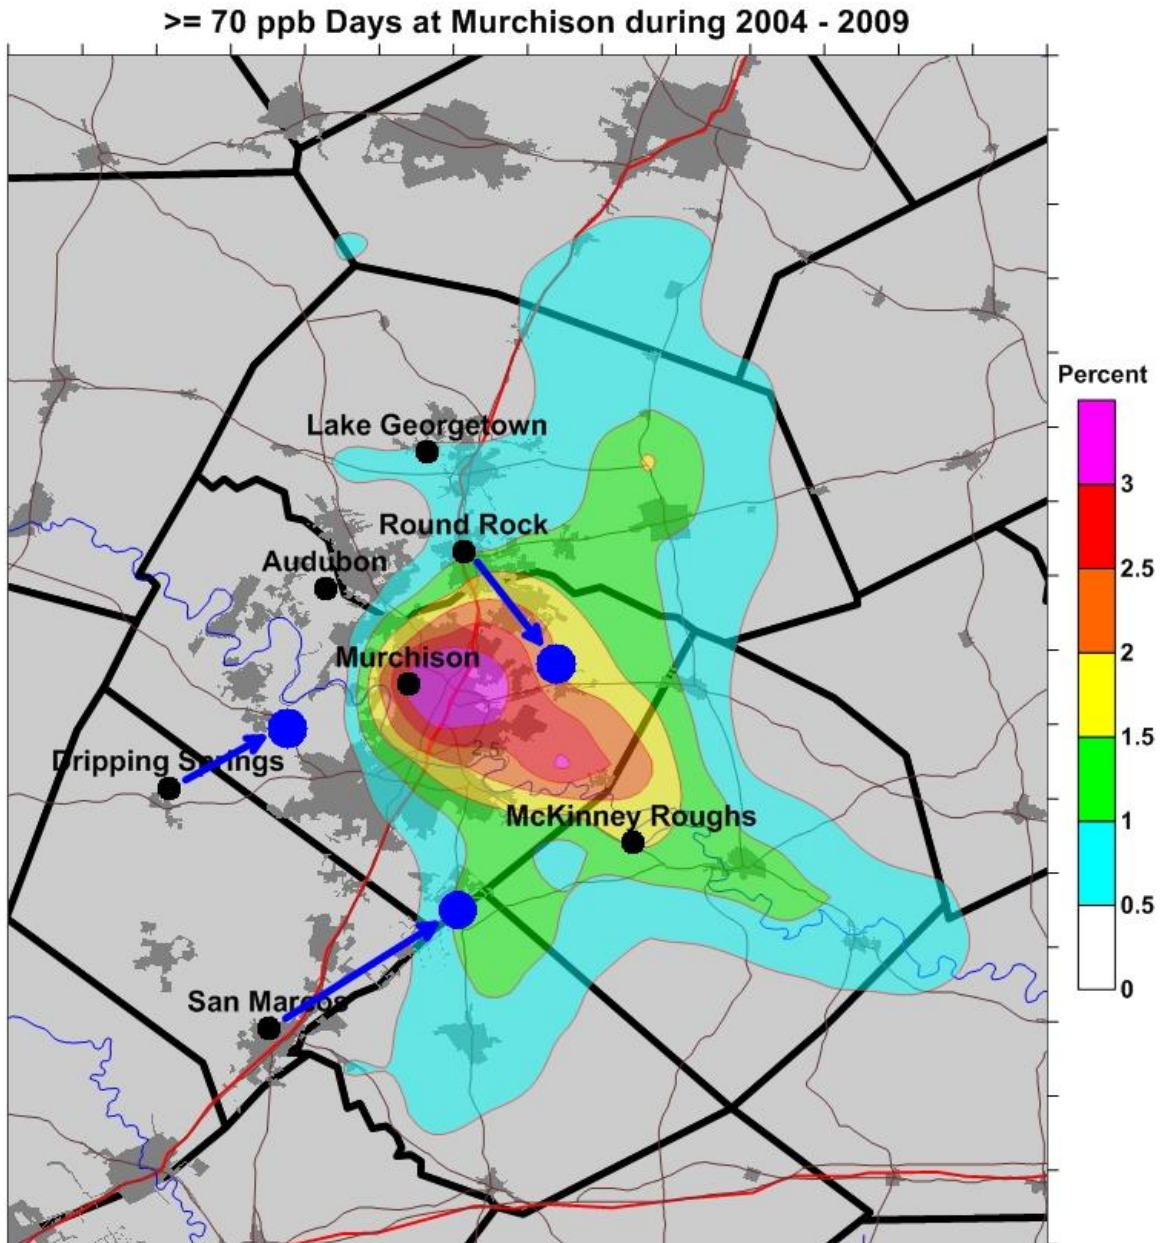 >= 70 ppb Days at Murchison during 2004 - 2009
Percent
Lake Georgetown
3
Round Rock
2.5
Audubon
2
Murchison
1.5
2.5
Dripping Springs
McKinney Roughs
1
0.5
San Marcos
0